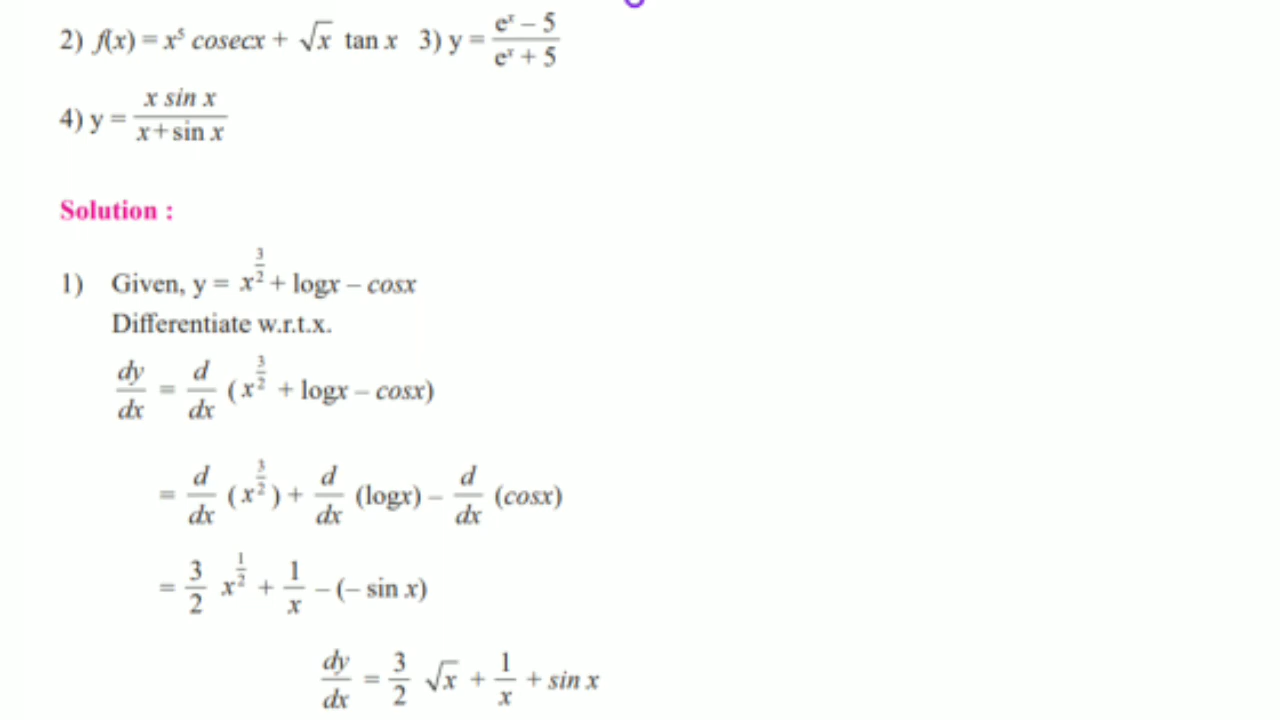 2) f(x) = x⁵ cosecx + √x tan x 3) y = (eˣ – 5)/(eˣ + 5)
4) y = (x sin x)/(x + sin x)
Solution :
1) Given, y = x^(3/2) + logx – cosx
Differentiate w.r.t.x.
dy/dx = d/dx (x^(3/2) + logx – cosx)
= d/dx (x^(3/2)) + d/dx (logx) – d/dx (cosx)
= 3/2 x^(1/2) + 1/x – (– sin x)
dy/dx = 3/2 √x + 1/x + sin x